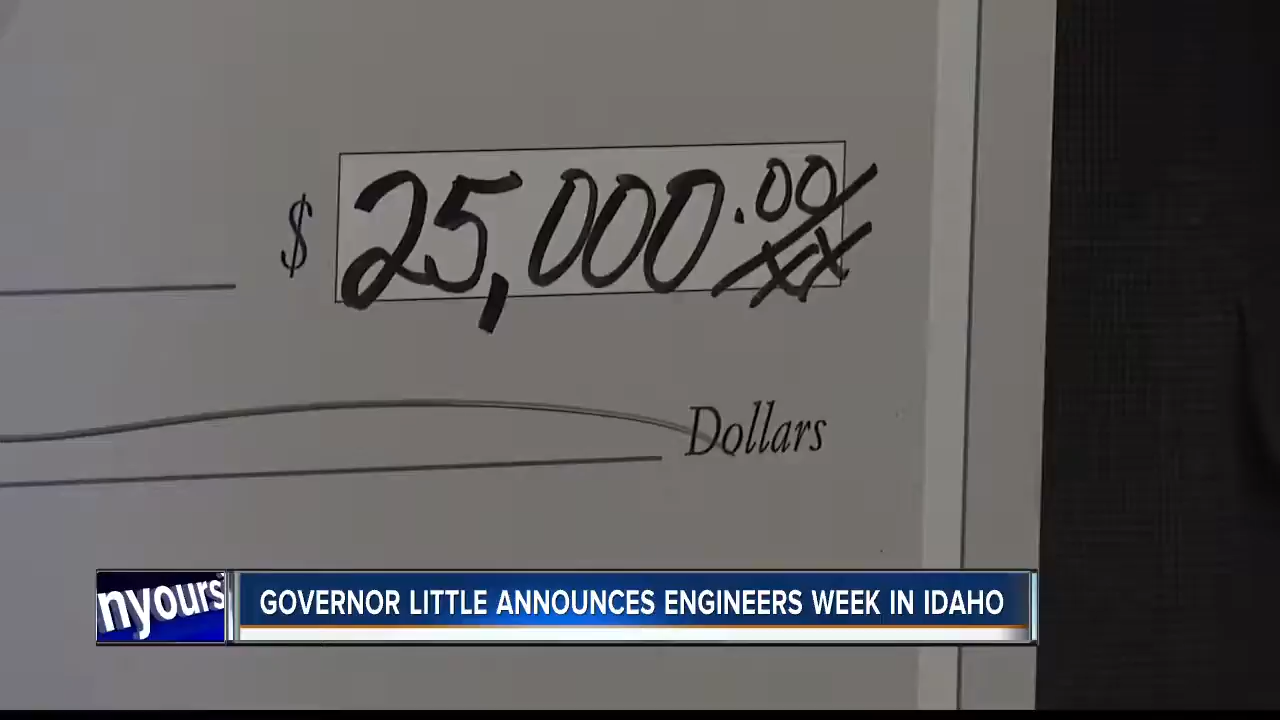 $ 25,000.00/xx
Dollars
nyours
GOVERNOR LITTLE ANNOUNCES ENGINEERS WEEK IN IDAHO